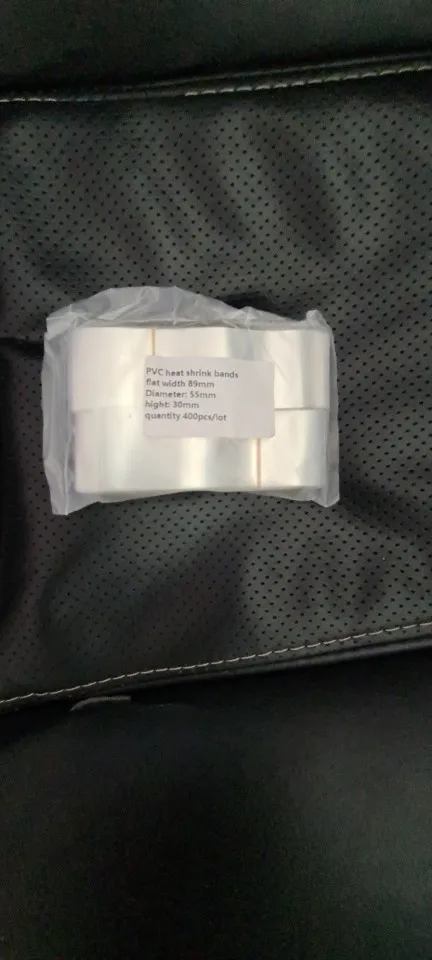 PVC heat shrink bands
flat width 89mm
Diameter: 55mm
hight: 30mm
quantity 400pcs/lot